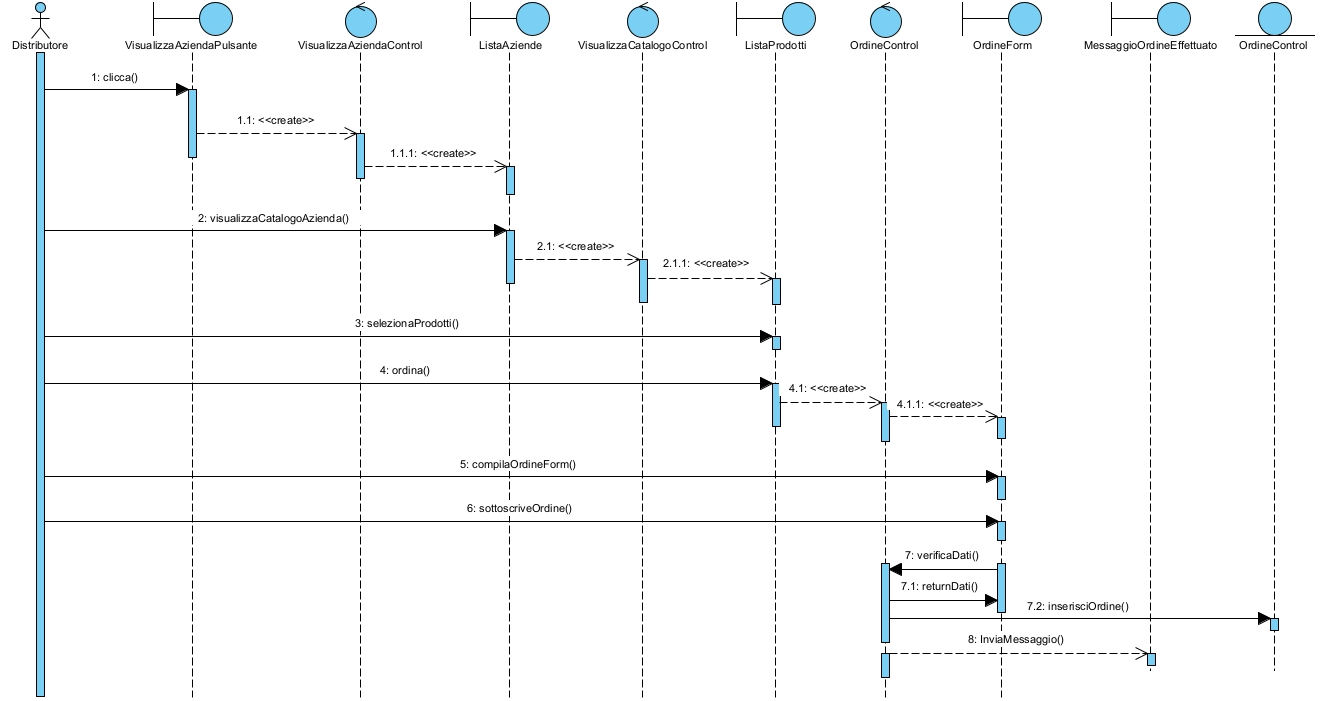 Distributore
VisualizzaAziendaPulsante
VisualizzaAziendaControl
ListaAziende
VisualizzaCatalogoControl
ListaProdotti
OrdineControl
OrdineForm
MessaggioOrdineEffettuato
OrdineControl
1: clicca()
1.1: <<create>>
1.1.1: <<create>>
2: visualizzaCatalogoAzienda()
2.1: <<create>>
2.1.1: <<create>>
3: selezionaProdotti()
4: ordina()
4.1: <<create>>
4.1.1: <<create>>
5: compilaOrdineForm()
6: sottoscriveOrdine()
7: verificaDati()
7.1: returnDati()
7.2: inserisciOrdine()
8: InviaMessaggio()